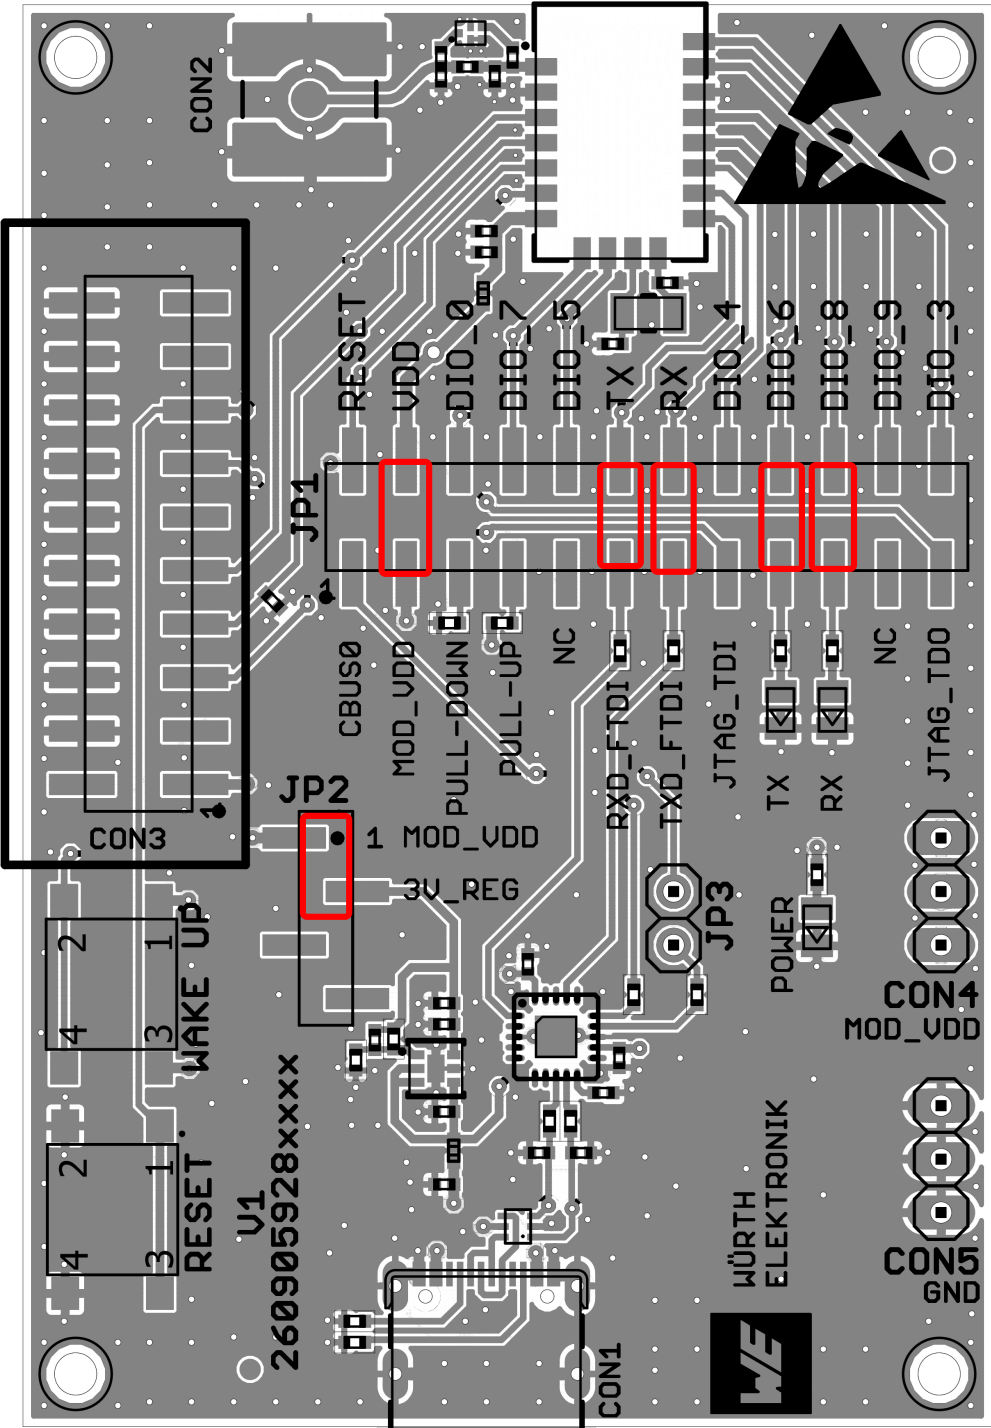 CON2
RESET
VDD
DIO_0
DIO_7
DIO_5
TX
RX
DIO_4
DIO_6
DIO_8
DIO_9
DIO_3
JP1
1
CBUS0
MOD_VDD
PULL-DOWN
PULL-UP
NC
RXD_FTDI
TXD_FTDI
JTAG_TDI
TX
RX
NC
JTAG_TDO
1
CON3
JP2
1 MOD_VDD
3V_REG
JP3
POWER
CON4
MOD_VDD
2
1
4
3
WAKE UP
2
1
4
3
RESET
V1
2609905928xxxx
WÜRTH
ELEKTRONIK
CON5
GND
CON1
WE